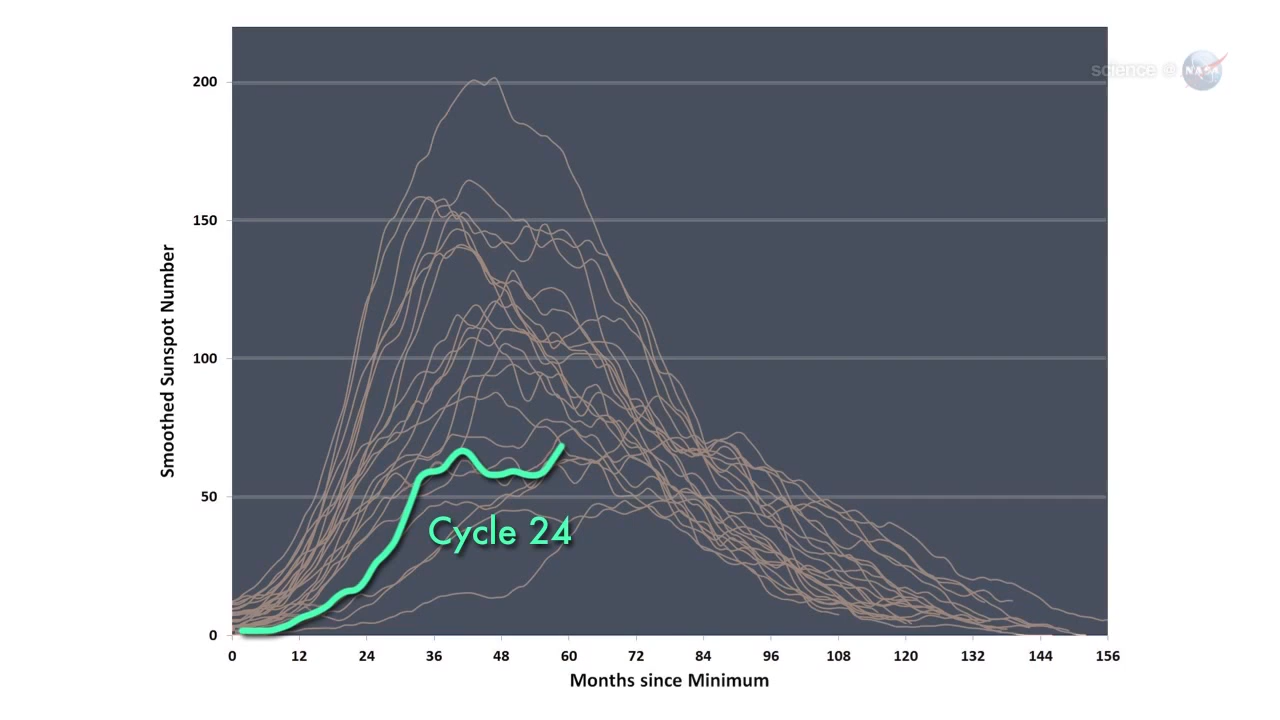 science @ NASA
200
150
100
50
0
Smoothed Sunspot Number
Cycle 24
0 12 24 36 48 60 72 84 96 108 120 132 144 156
Months since Minimum